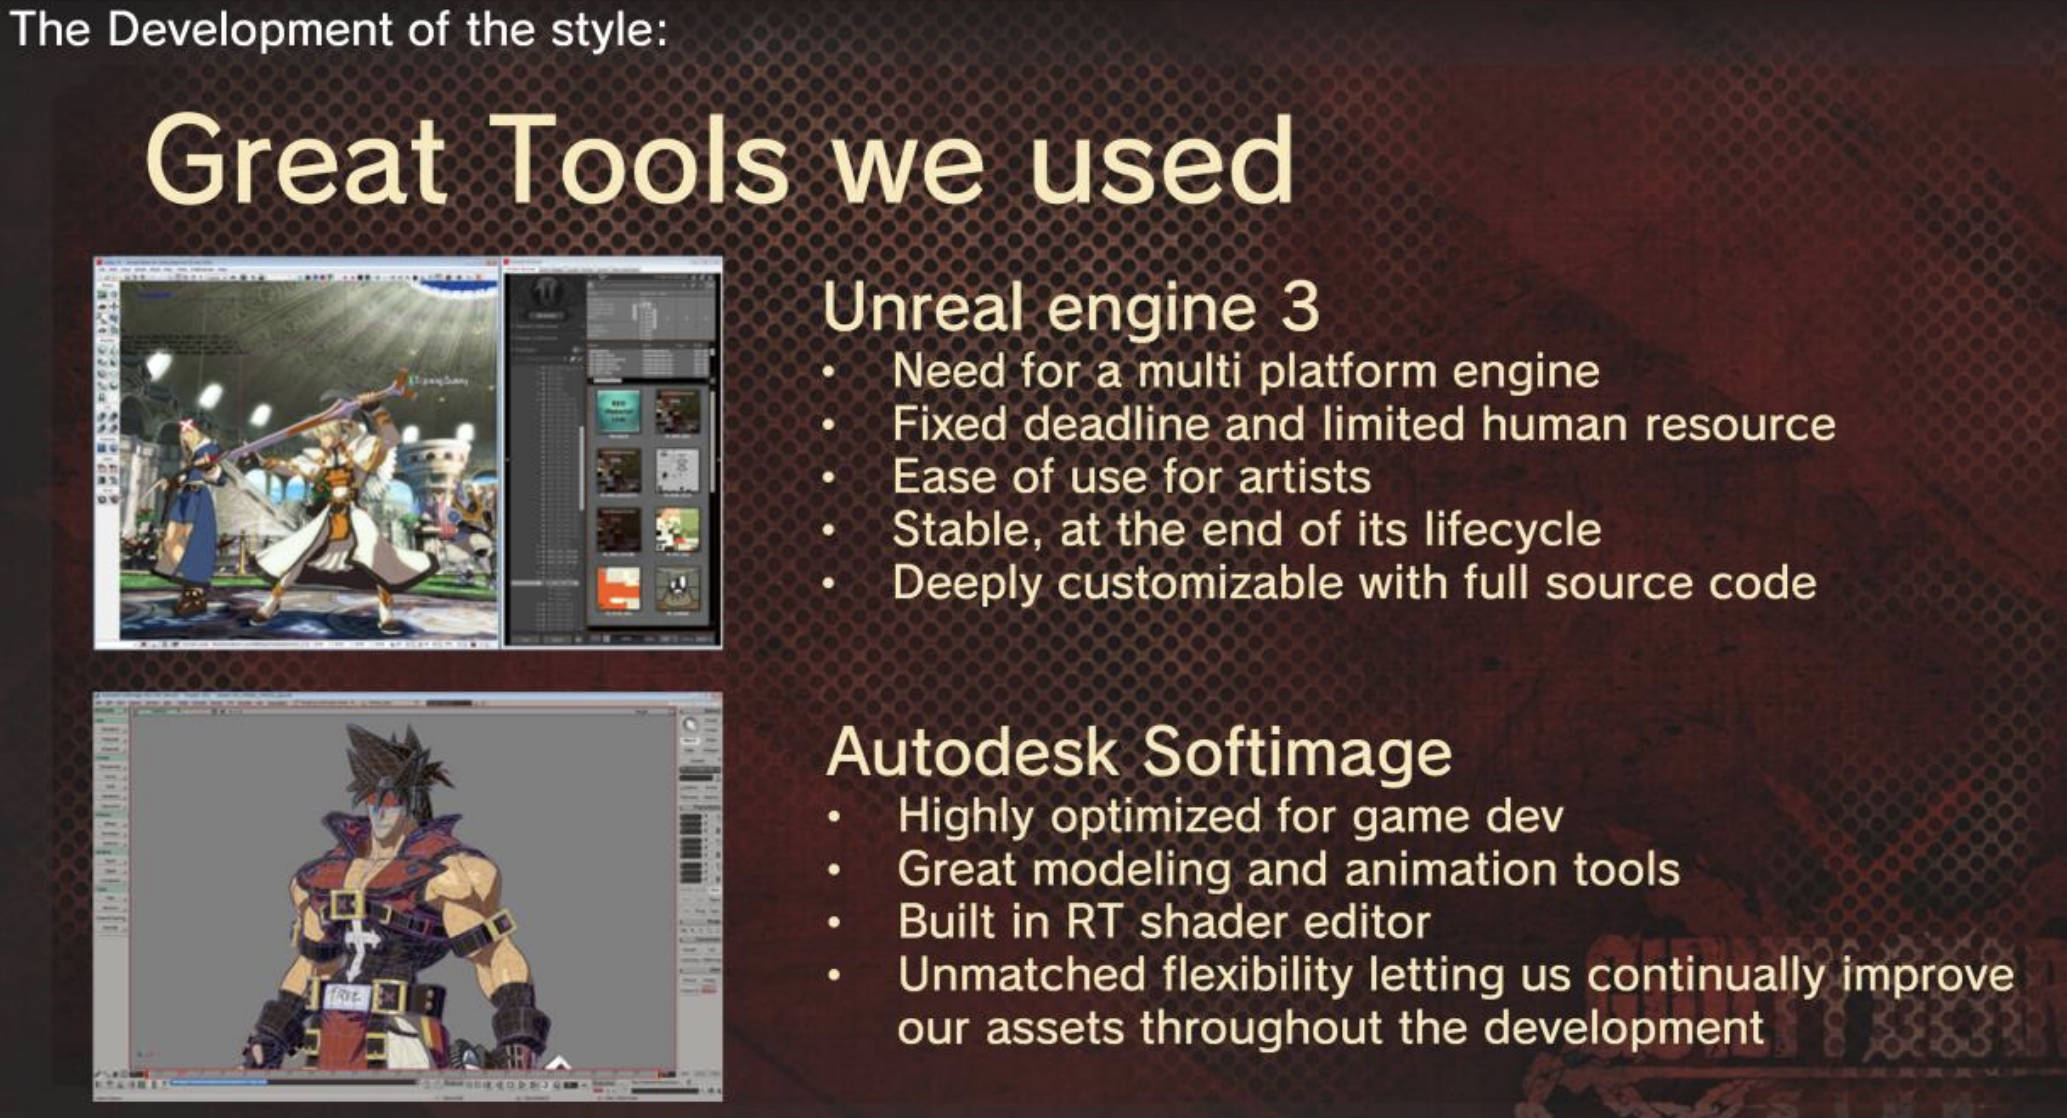 The Development of the style:
Great Tools we used
Unreal engine 3
• Need for a multi platform engine
• Fixed deadline and limited human resource
• Ease of use for artists
• Stable, at the end of its lifecycle
• Deeply customizable with full source code
Autodesk Softimage
• Highly optimized for game dev
• Great modeling and animation tools
• Built in RT shader editor
• Unmatched flexibility letting us continually improve
our assets throughout the development
FREE